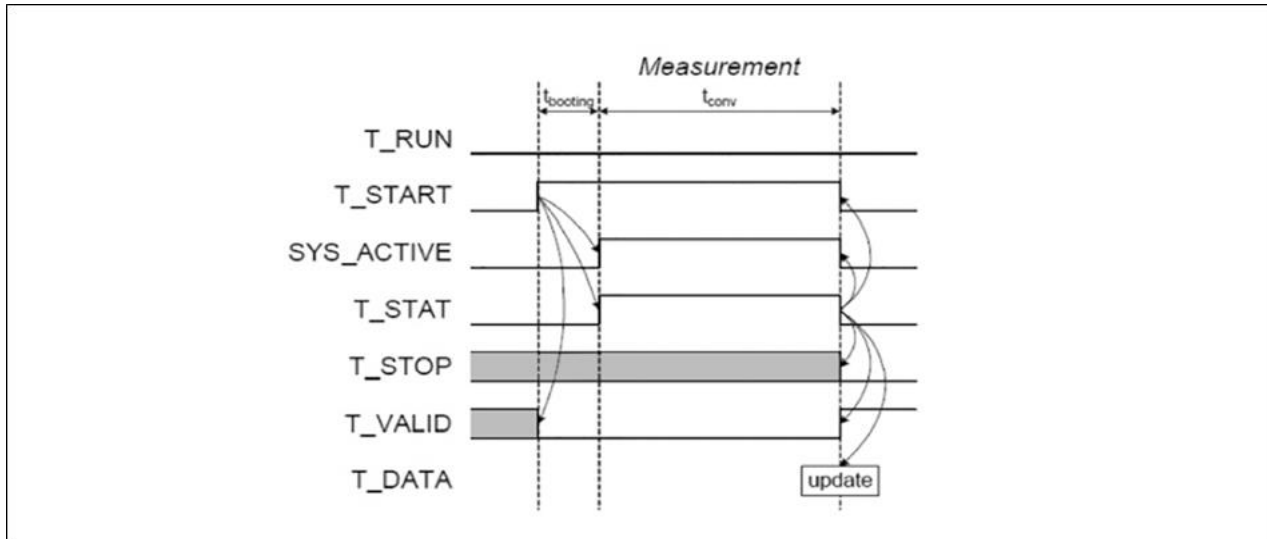 Measurement
tbooting tconv
T_RUN
T_START
SYS_ACTIVE
T_STAT
T_STOP
T_VALID
T_DATA update